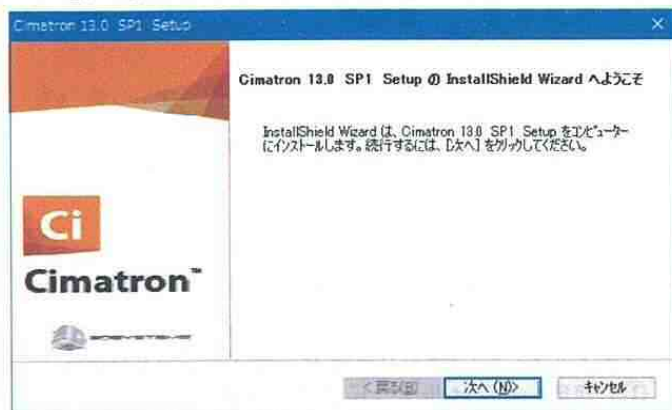 Cimatron 13.0 SP1 Setup
Cimatron 13.0 SP1 Setup の InstallShield Wizard へようこそ
InstallShield Wizard は、Cimatron 13.0 SP1 Setup をコンピューター
にインストールします。続行するには、[次へ] をクリックしてください。
Ci
Cimatron™
3DSYSTEMS
< 戻る(B)
次へ (N)>
キャンセル